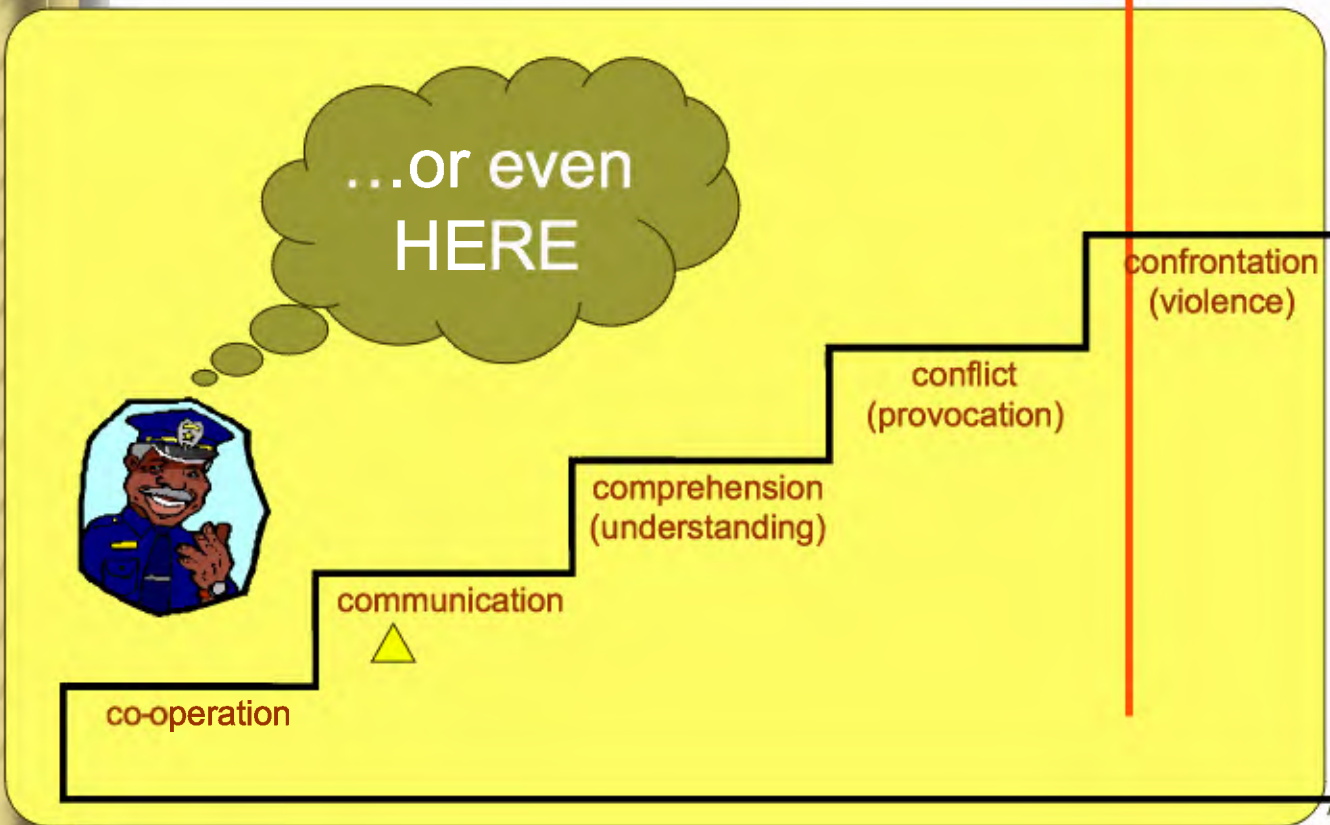 ...or even
HERE
confrontation
(violence)
conflict
(provocation)
comprehension
(understanding)
communication
co-operation